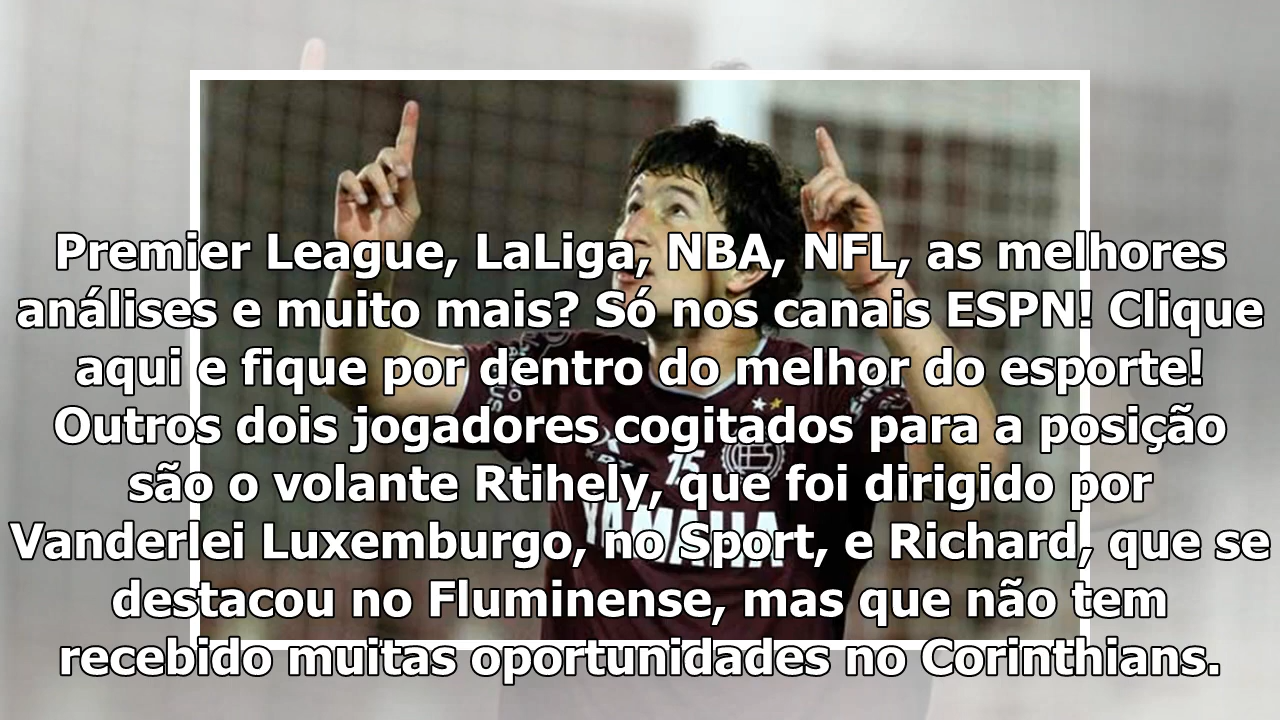 Premier League, LaLiga, NBA, NFL, as melhores
análises e muito mais? Só nos canais ESPN! Clique
aqui e fique por dentro do melhor do esporte!
Outros dois jogadores cogitados para a posição
são o volante Rtihely, que foi dirigido por
Vanderlei Luxemburgo, no Sport, e Richard, que se
destacou no Fluminense, mas que não tem
recebido muitas oportunidades no Corinthians.
15
YAMAHA